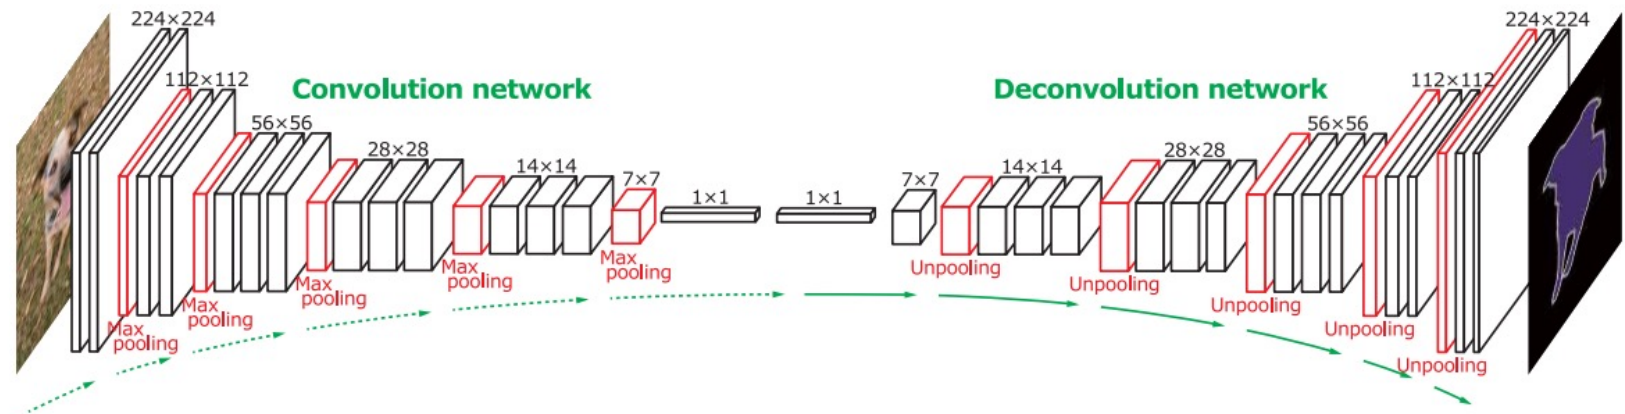 224×224
224×224
112×112
Convolution network
Deconvolution network
112×112
56×56
56×56
28×28
28×28
14×14
14×14
7×7
7×7
1×1
1×1
Max
pooling
Max
pooling
Max
pooling
Max
pooling
Max
pooling
Unpooling
Unpooling
Unpooling
Unpooling
Unpooling